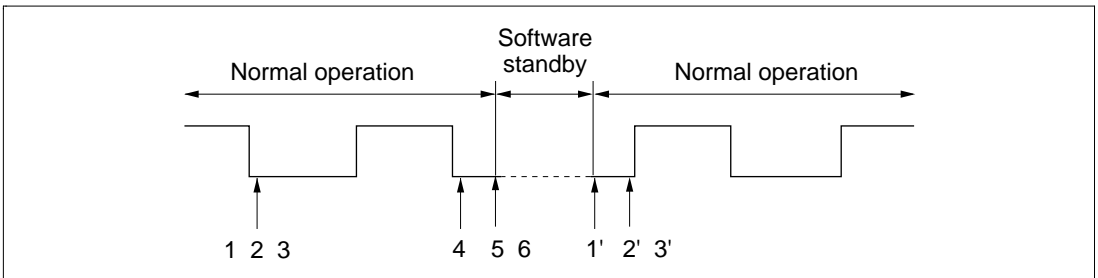 Software
standby
Normal operation
Normal operation
1 2 3
4
5 6
1'
2' 3'